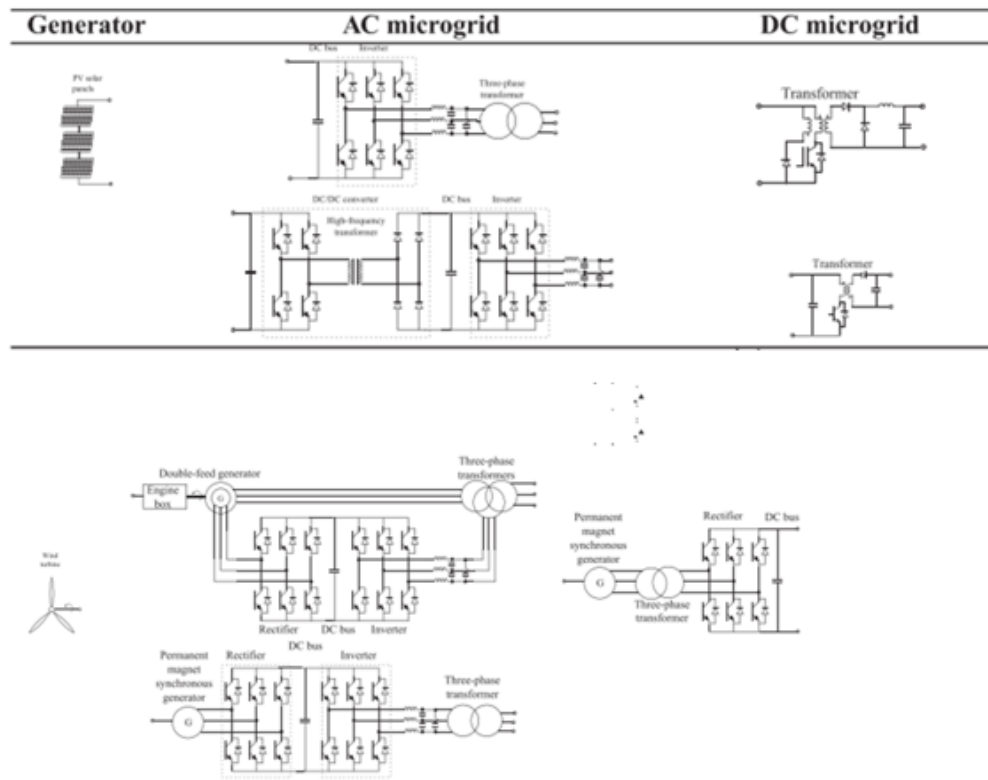 Generator AC microgrid DC microgrid
DC bus Inverter
PV solar
panels
Three-phase
transformer
Transformer
DC/DC converter DC bus Inverter
High-frequency
transformer
Transformer
Double-feed generator
Three-phase
transformers
Engine
box
G
Permanent
magnet
synchronous
generator
Rectifier DC bus
G
Three-phase
transformer
Wind
turbine
Rectifier DC bus Inverter
DC bus
Permanent
magnet
synchronous
generator
Rectifier Inverter
Three-phase
transformer
G